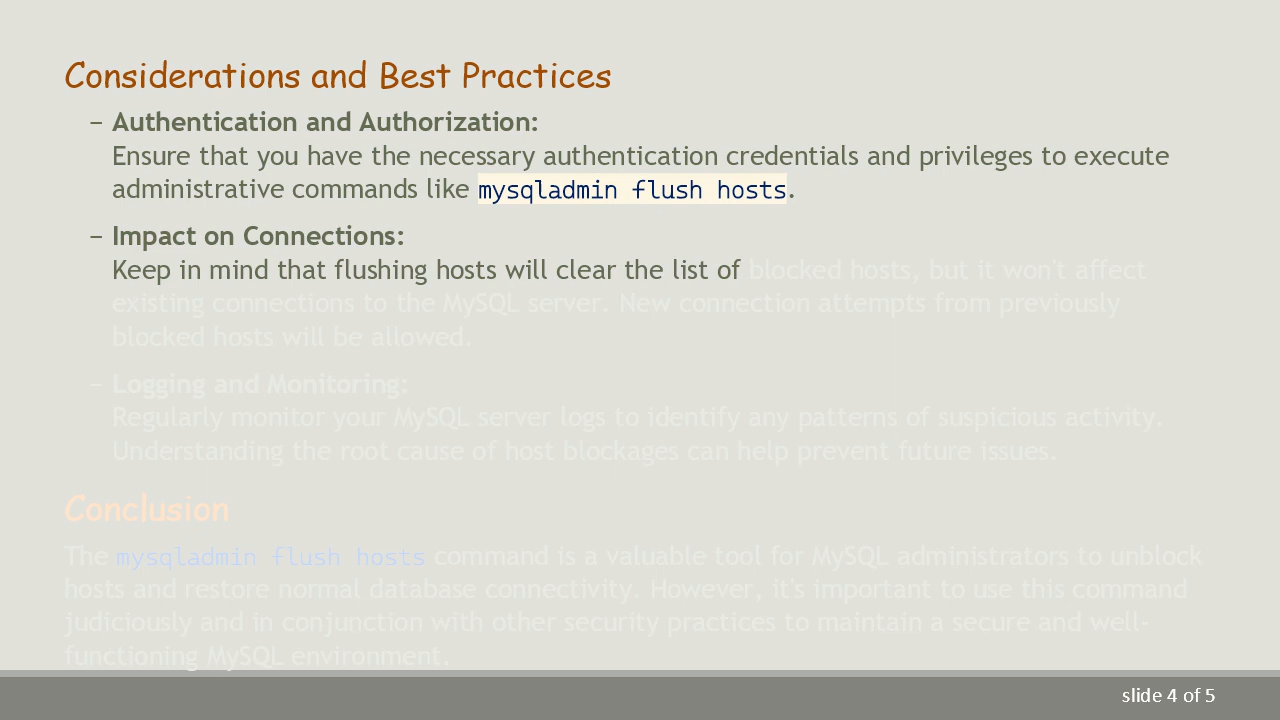 Considerations and Best Practices
– Authentication and Authorization:
Ensure that you have the necessary authentication credentials and privileges to execute
administrative commands like mysqladmin flush hosts.
– Impact on Connections:
Keep in mind that flushing hosts will clear the list of blocked hosts, but it won't affect
existing connections to the MySQL server. New connection attempts from previously
blocked hosts will be allowed.
– Logging and Monitoring:
Regularly monitor your MySQL server logs to identify any patterns of suspicious activity.
Understanding the root cause of host blockages can help prevent future issues.
Conclusion
The mysqladmin flush hosts command is a valuable tool for MySQL administrators to unblock
hosts and restore normal database connectivity. However, it's important to use this command
judiciously and in conjunction with other security practices to maintain a secure and well-
functioning MySQL environment.
slide 4 of 5